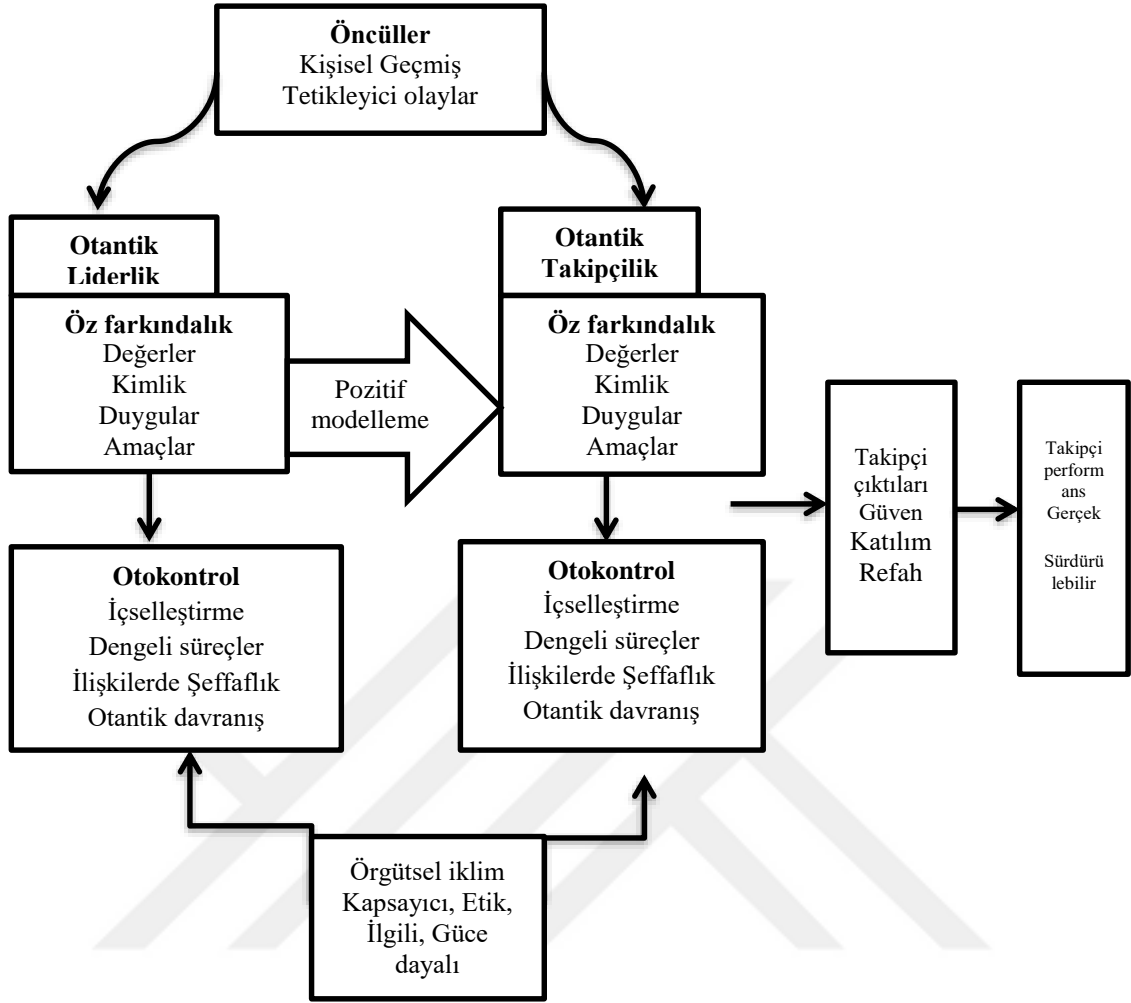 Öncüller
Kişisel Geçmiş
Tetikleyici olaylar
Otantik
Liderlik
Öz farkındalık
Değerler
Kimlik
Duygular
Amaçlar
Pozitif
modelleme
Otantik
Takipçilik
Öz farkındalık
Değerler
Kimlik
Duygular
Amaçlar
Otokontrol
İçselleştirme
Dengeli süreçler
İlişkilerde Şeffaflık
Otantik davranış
Otokontrol
İçselleştirme
Dengeli süreçler
İlişkilerde Şeffaflık
Otantik davranış
Takipçi
çıktıları
Güven
Katılım
Refah
Takipçi
perform
ans
Gerçek
Sürdürü
lebilir
Örgütsel iklim
Kapsayıcı, Etik,
İlgili, Güce
dayalı